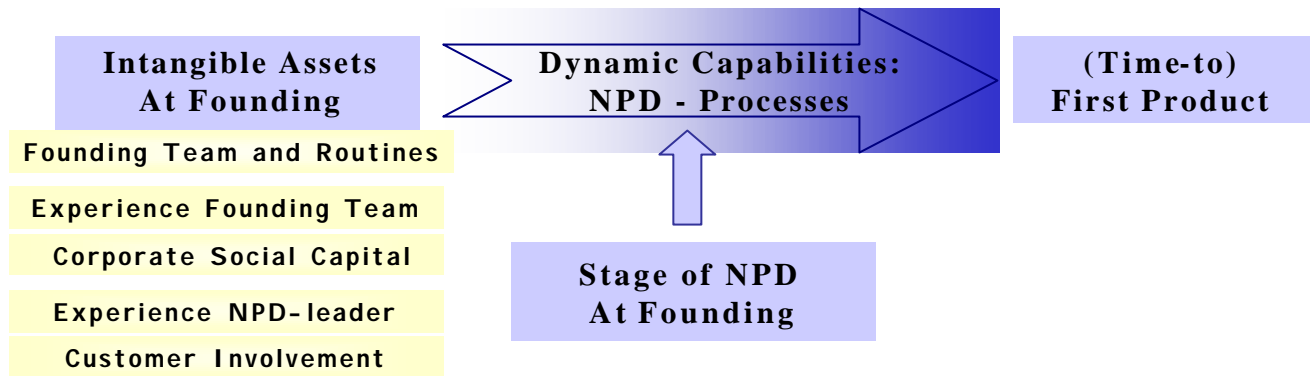 Intangible Assets
At Founding
Founding Team and Routines
Experience Founding Team
Corporate Social Capital
Experience NPD-leader
Customer Involvement
Dynamic Capabilities:
NPD - Processes
Stage of NPD
At Founding
(Time-to)
First Product